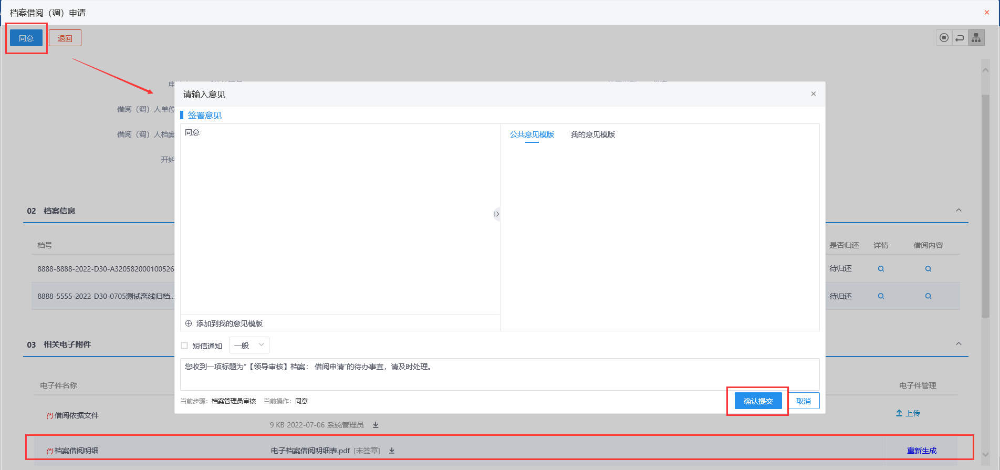 档案借阅（调）申请
同意
退回
请输入意见
借阅（调）人单位
签署意见
借阅（调）人档案
同意
公共意见模版
我的意见模版
开始
02 档案信息
档号
是否归还
详情
借阅内容
8888-8888-2022-D30-A320582000100526
待归还
8888-5555-2022-D30-0705测试离线归档...
待归还
添加到我的意见模版
03 相关电子附件
短信通知
一般
您收到一项标题为“【领导审核】档案： 借阅申请”的待办事宜，请及时处理。
电子件名称
电子件管理
当前步骤：档案管理员审核 当前操作：同意
确认提交
取消
(*)借阅依据文件
上传
9 KB 2022-07-06 系统管理员
(*)档案借阅明细
电子档案借阅明细表.pdf [未签章]
重新生成